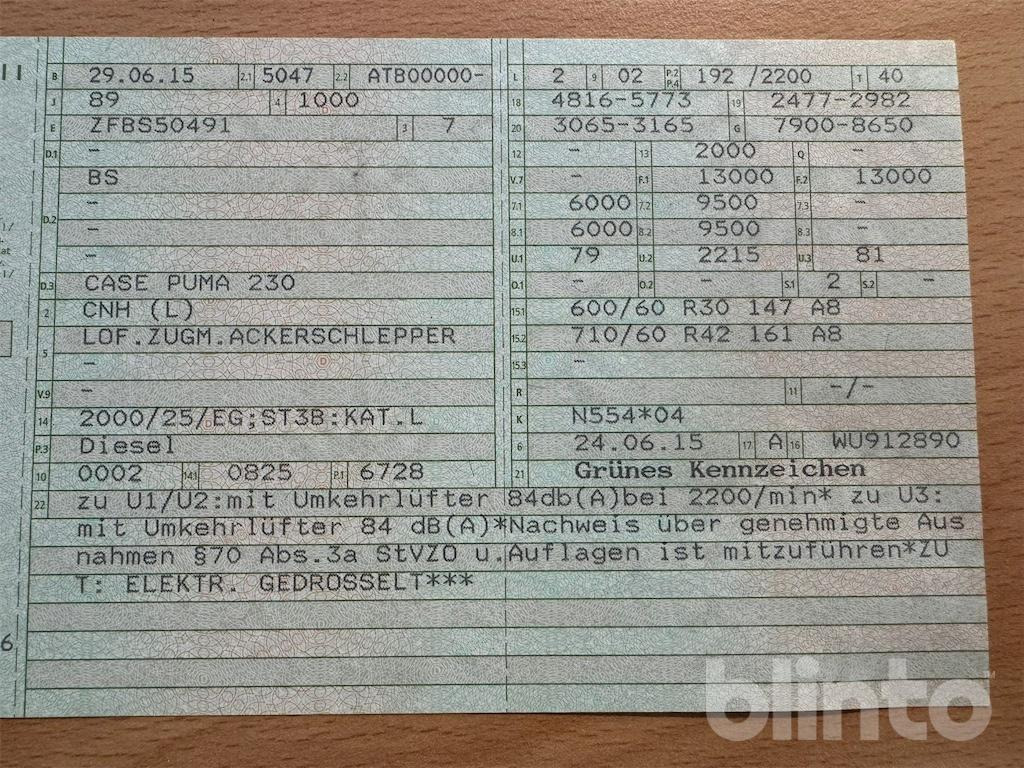 II
B 29.06.15 2.1 5047 2.2 ATB00000-
J 89 4 1000
E ZFBS50491 3 7
D.1 -
BS
D.2 -
-
-
D.3 CASE PUMA 230
2 CNH (L)
5 LOF.ZUGM.ACKERSCHLEPPER
-
V.9 -
14 2000/25/EG;ST3B:KAT.L
P.3 Diesel
10 0002 14.1 0825 P.1 6728
L 2 9 02 P.2 P.4 192 /2200 T 40
18 4816-5773 19 2477-2982
20 3065-3165 G 7900-8650
12 - 13 2000 Q -
V.7 - F.1 13000 F.2 13000
7.1 6000 7.2 9500 7.3 -
8.1 6000 8.2 9500 8.3 -
U.1 79 U.2 2215 U.3 81
O.1 - O.2 - S.1 2 S.2 -
15.1 600/60 R30 147 A8
15.2 710/60 R42 161 A8
15.3 -
R 11 -/-
K N554*04
6 24.06.15 17 A 16 WU912890
21 Grünes Kennzeichen
22 zu U1/U2:mit Umkehrlüfter 84db(A)bei 2200/min* zu U3:
mit Umkehrlüfter 84 dB(A)*Nachweis über genehmigte Aus
nahmen §70 Abs.3a StVZO u.Auflagen ist mitzuführen*ZU
T: ELEKTR. GEDROSSELT***
6
blinto